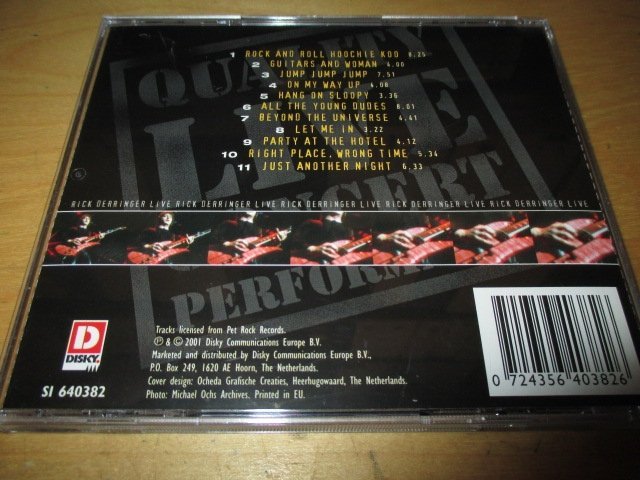 QUALITY
LIVE
CONCERT
PERFORMANCE
1 ROCK AND ROLL HOOCHIE KOO 8,25
2 GUITARS AND WOMAN 4,00
3 JUMP JUMP JUMP 7,51
4 ON MY WAY UP 4,08
5 HANG ON SLOOPY 3,36
6 ALL THE YOUNG DUDES 6,01
7 BEYOND THE UNIVERSE 4,41
8 LET ME IN 3,22
9 PARTY AT THE HOTEL 4,12
10 RIGHT PLACE, WRONG TIME 5,34
11 JUST ANOTHER NIGHT 6,33
RICK DERRINGER LIVE RICK DERRINGER LIVE RICK DERRINGER LIVE RICK DERRINGER LIVE RICK DERRINGER LIVE
Tracks licensed from Pet Rock Records.
℗ & © 2001 Disky Communications Europe B.V.
Marketed and distributed by Disky Communications Europe B.V.,
P.O. Box 249, 1620 AE Hoorn, The Netherlands.
Cover design: Ocheda Grafische Creaties, Heerhugowaard, The Netherlands.
Photo: Michael Ochs Archives. Printed in EU.
D
DISKY
SI 640382
0 724356 403826